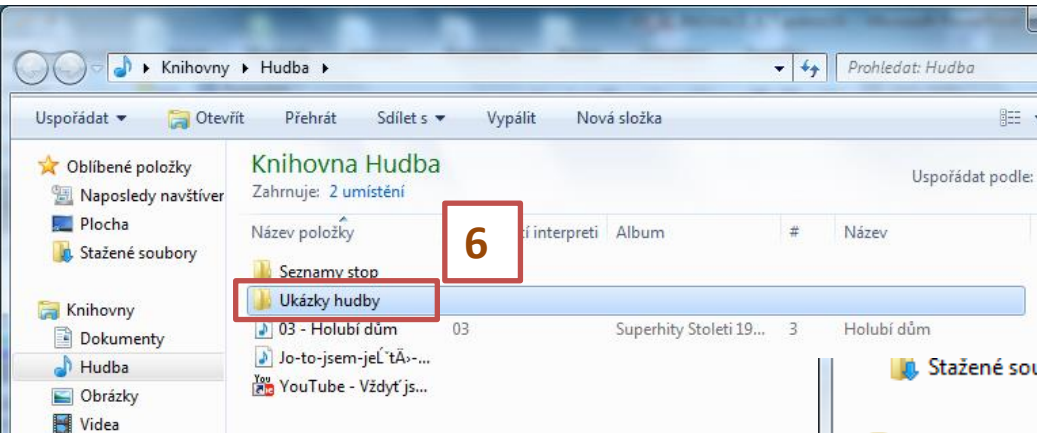 Knihovny Hudba
Prohledat: Hudba
Uspořádat Otevřít Přehrát Sdílet s Vypálit Nová složka
Oblíbené položky
Naposledy navštíver
Plocha
Stažené soubory
Knihovny
Dokumenty
Hudba
Obrázky
Videa
Knihovna Hudba
Zahrnuje: 2 umístění
Uspořádat podle:
Název položky 6 interpreti Album # Název
Seznamy stop
Ukázky hudby
03 - Holubí dům 03 Superhity Stoleti 19... 3 Holubí dům
Jo-to-jsem-jeĹˇtÄ›-...
YouTube - Vždyť js...
Stažené sou